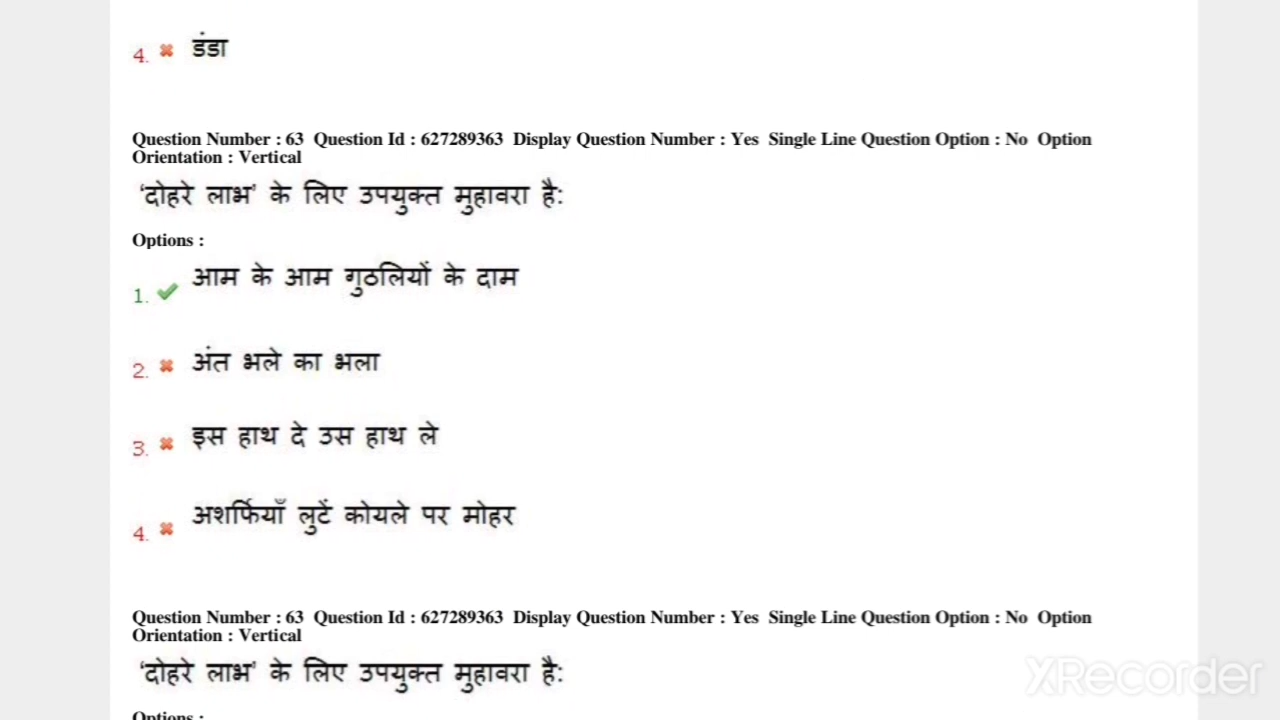 4. डंडा
Question Number : 63 Question Id : 627289363 Display Question Number : Yes Single Line Question Option : No Option
Orientation : Vertical
'दोहरे लाभ' के लिए उपयुक्त मुहावरा है:
Options :
1. आम के आम गुठलियों के दाम
2. अंत भले का भला
3. इस हाथ दे उस हाथ ले
4. अशर्फियाँ लुटें कोयले पर मोहर
Question Number : 63 Question Id : 627289363 Display Question Number : Yes Single Line Question Option : No Option
Orientation : Vertical
'दोहरे लाभ' के लिए उपयुक्त मुहावरा है:
XRecorder
Options :